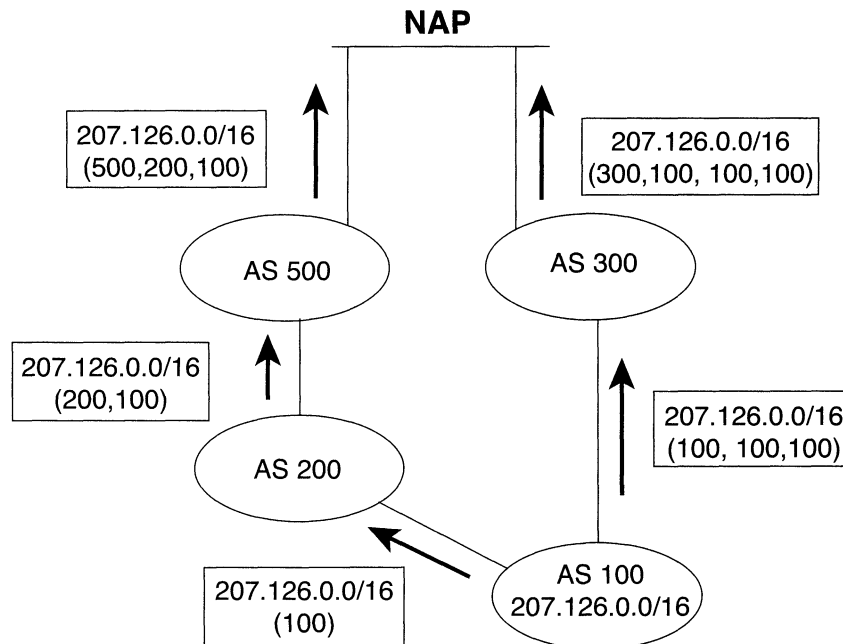 NAP
207.126.0.0/16
(500,200,100)
207.126.0.0/16
(300,100, 100,100)
AS 500
AS 300
207.126.0.0/16
(200,100)
207.126.0.0/16
(100, 100,100)
AS 200
AS 100
207.126.0.0/16
207.126.0.0/16
(100)